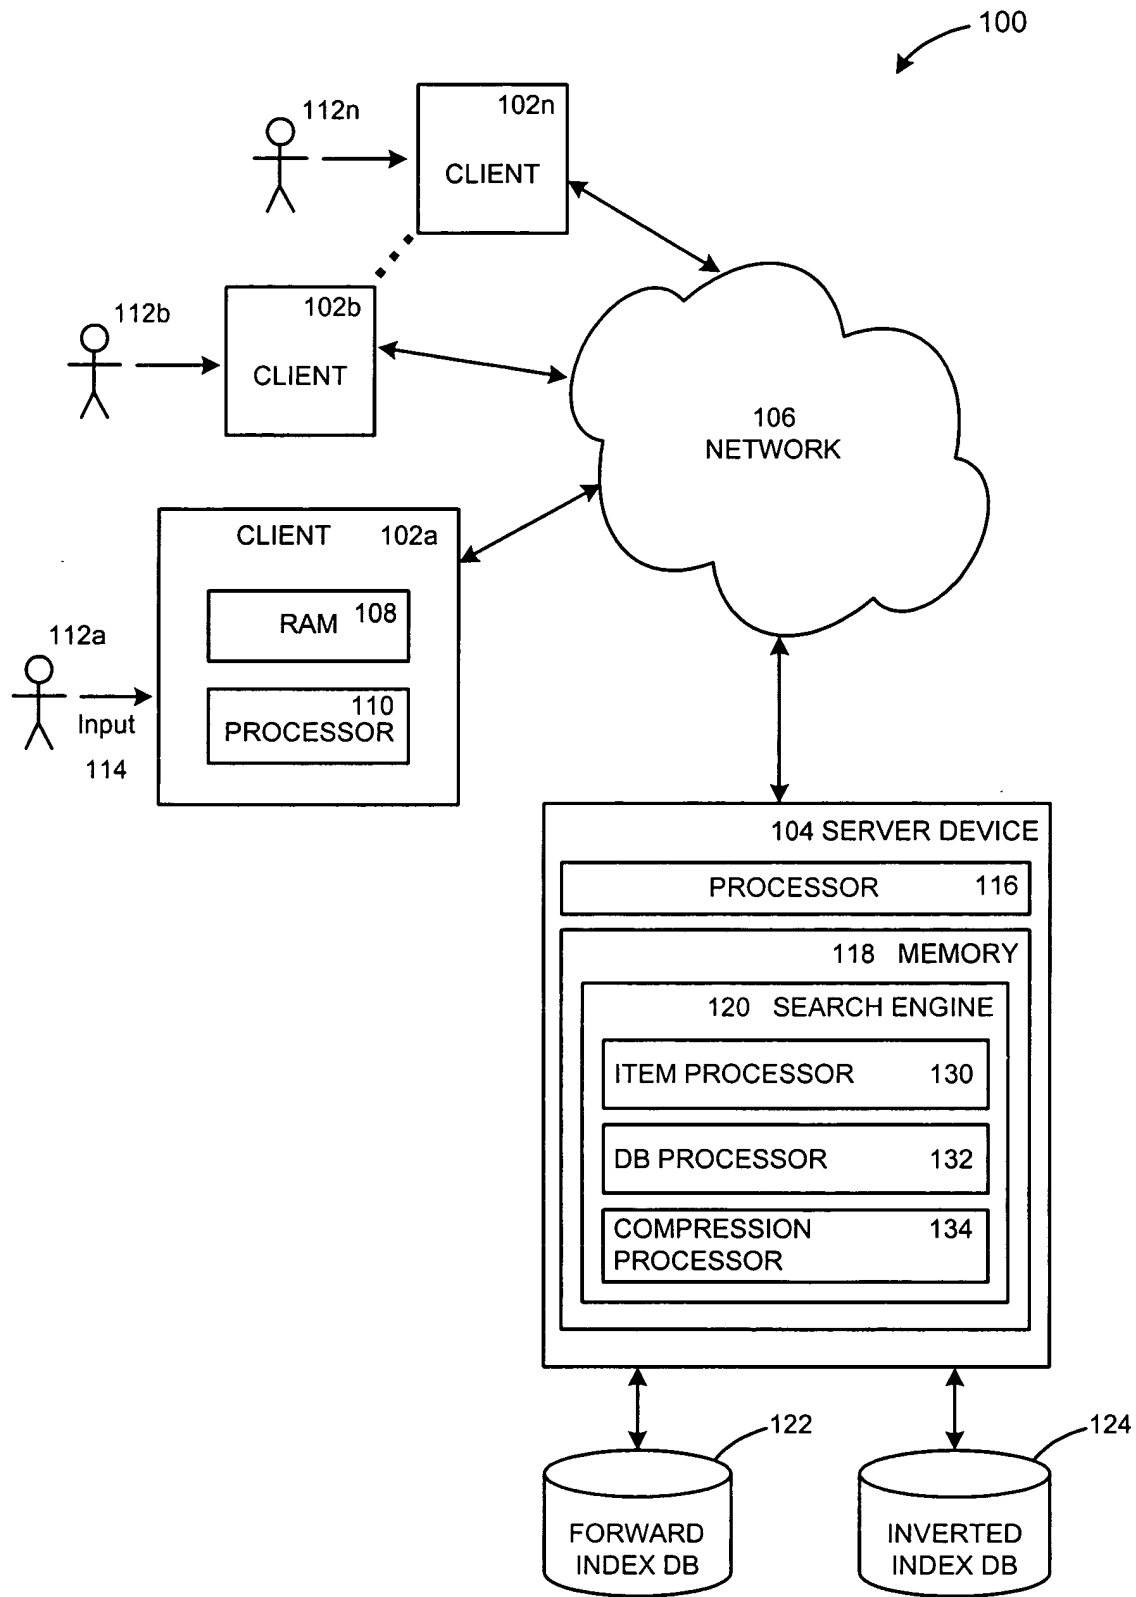 100
112n
102n
CLIENT
112b
102b
CLIENT
106
NETWORK
CLIENT 102a
RAM 108
112a
110
PROCESSOR
Input
114
104 SERVER DEVICE
PROCESSOR 116
118 MEMORY
120 SEARCH ENGINE
ITEM PROCESSOR 130
DB PROCESSOR 132
COMPRESSION 134
PROCESSOR
122
124
FORWARD
INDEX DB
INVERTED
INDEX DB